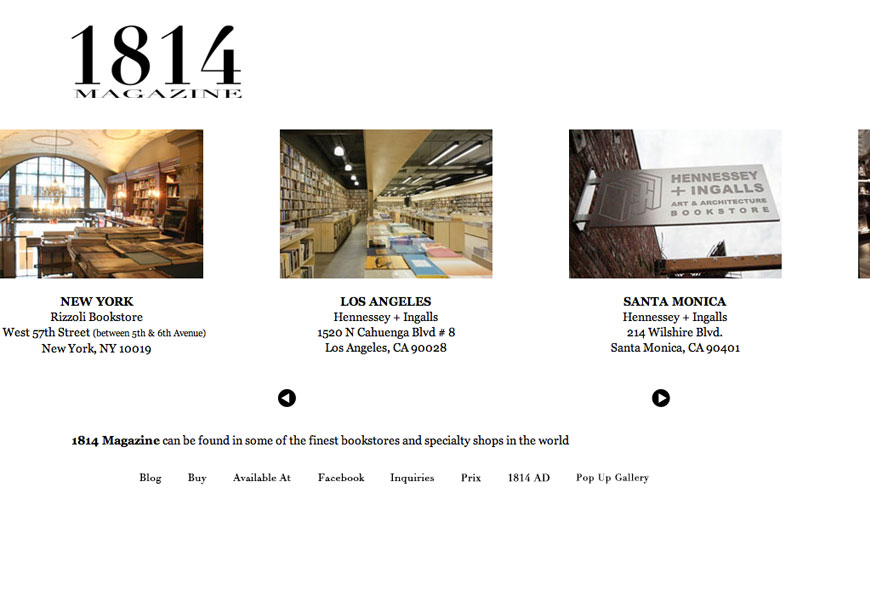 1814
MAGAZINE
HENNESSEY
+ INGALLS
ART & ARCHITECTURE
BOOKSTORE
NEW YORK
Rizzoli Bookstore
West 57th Street (between 5th & 6th Avenue)
New York, NY 10019
LOS ANGELES
Hennessey + Ingalls
1520 N Cahuenga Blvd # 8
Los Angeles, CA 90028
SANTA MONICA
Hennessey + Ingalls
214 Wilshire Blvd.
Santa Monica, CA 90401
1814 Magazine can be found in some of the finest bookstores and specialty shops in the world
Blog Buy Available At Facebook Inquiries Prix 1814 AD Pop Up Gallery